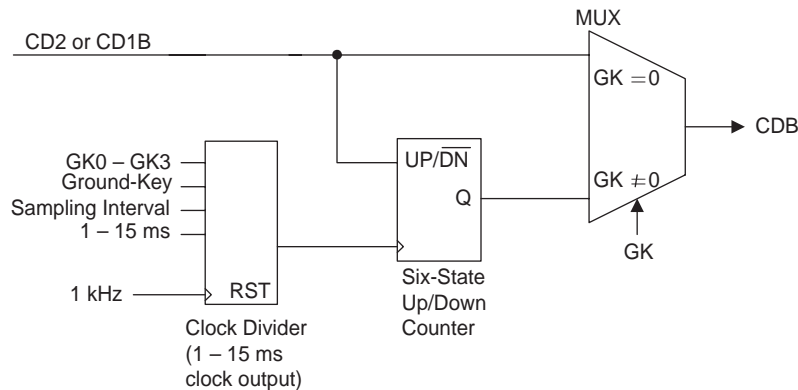 MUX
CD2 or CD1B
GK = 0
CDB
GK0 – GK3
Ground-Key
Sampling Interval
1 – 15 ms
UP/DN
Q
GK ≠ 0
GK
1 kHz
RST
Six-State
Up/Down
Counter
Clock Divider
(1 – 15 ms
clock output)